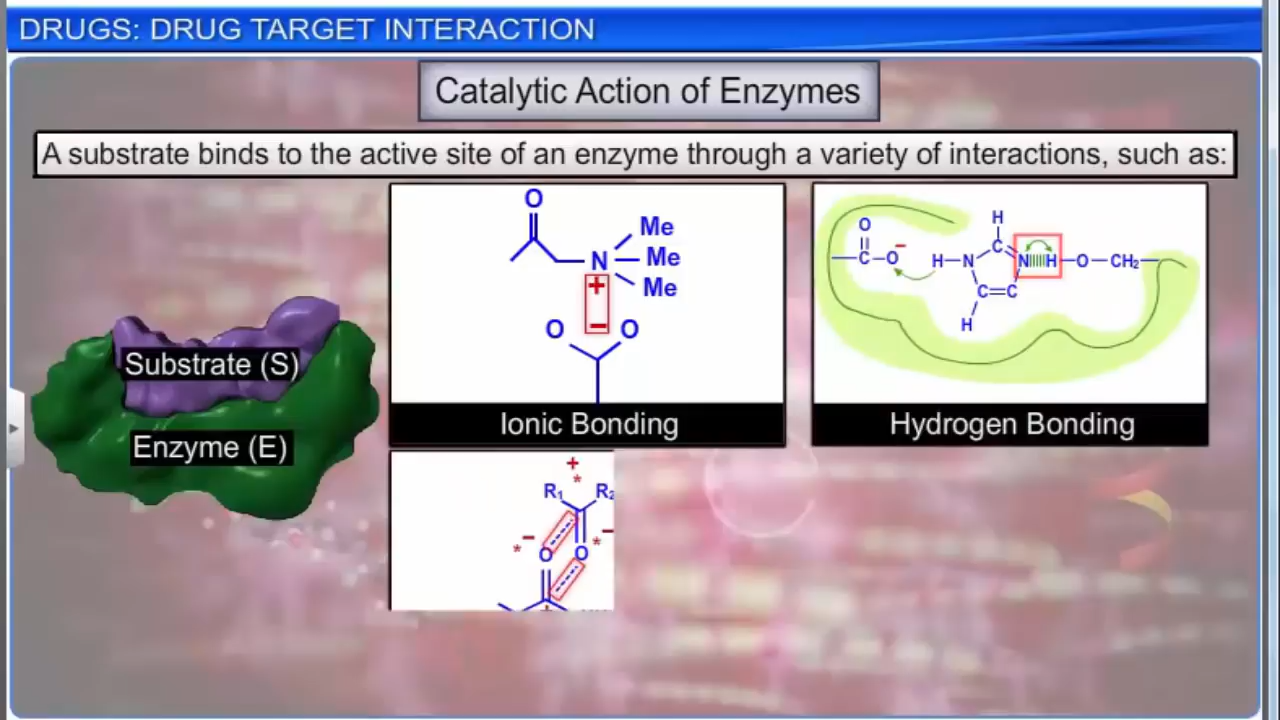 DRUGS: DRUG TARGET INTERACTION
Catalytic Action of Enzymes
A substrate binds to the active site of an enzyme through a variety of interactions, such as:
Substrate (S)
Enzyme (E)
O
Me
N Me
Me
+
−
O O
Ionic Bonding
O
C O −
H N
H
C
N H O CH₂
C C
H
Hydrogen Bonding
+
*
R₁ R₂
* − * −
O O